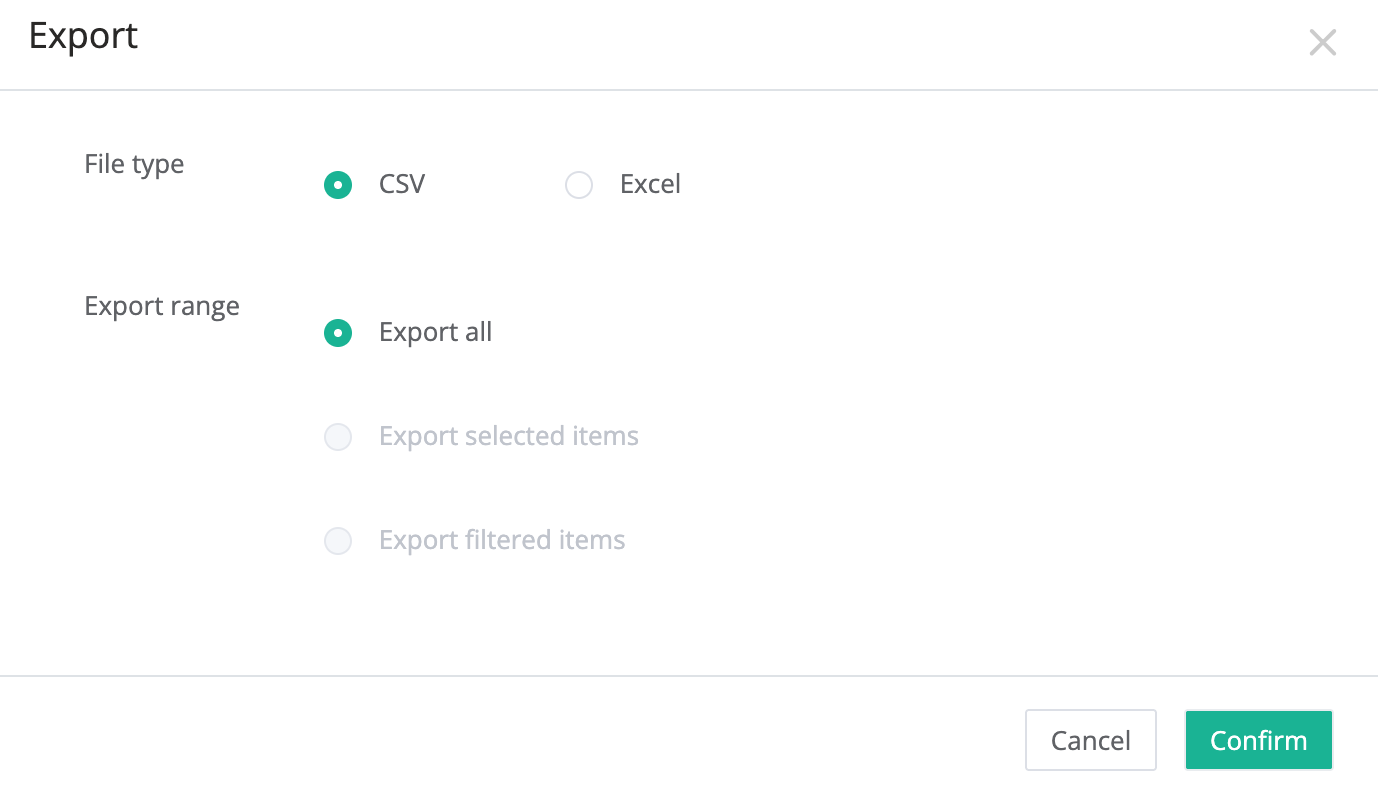 Export
File type
CSV
Excel
Export range
Export all
Export selected items
Export filtered items
Cancel
Confirm